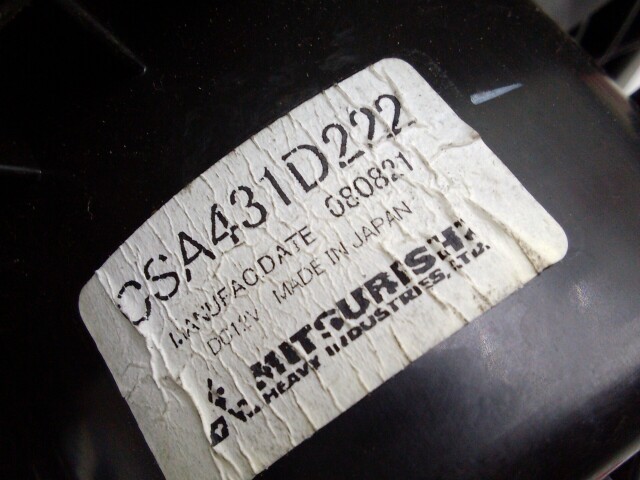 CSA431D222
MANUFAC.DATE 080821
DC12V MADE IN JAPAN
MITSUBISHI
HEAVY INDUSTRIES, LTD.